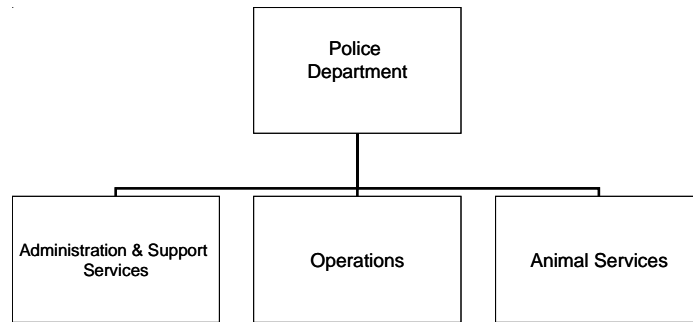 Police
Department
Administration & Support
Services
Operations
Animal Services